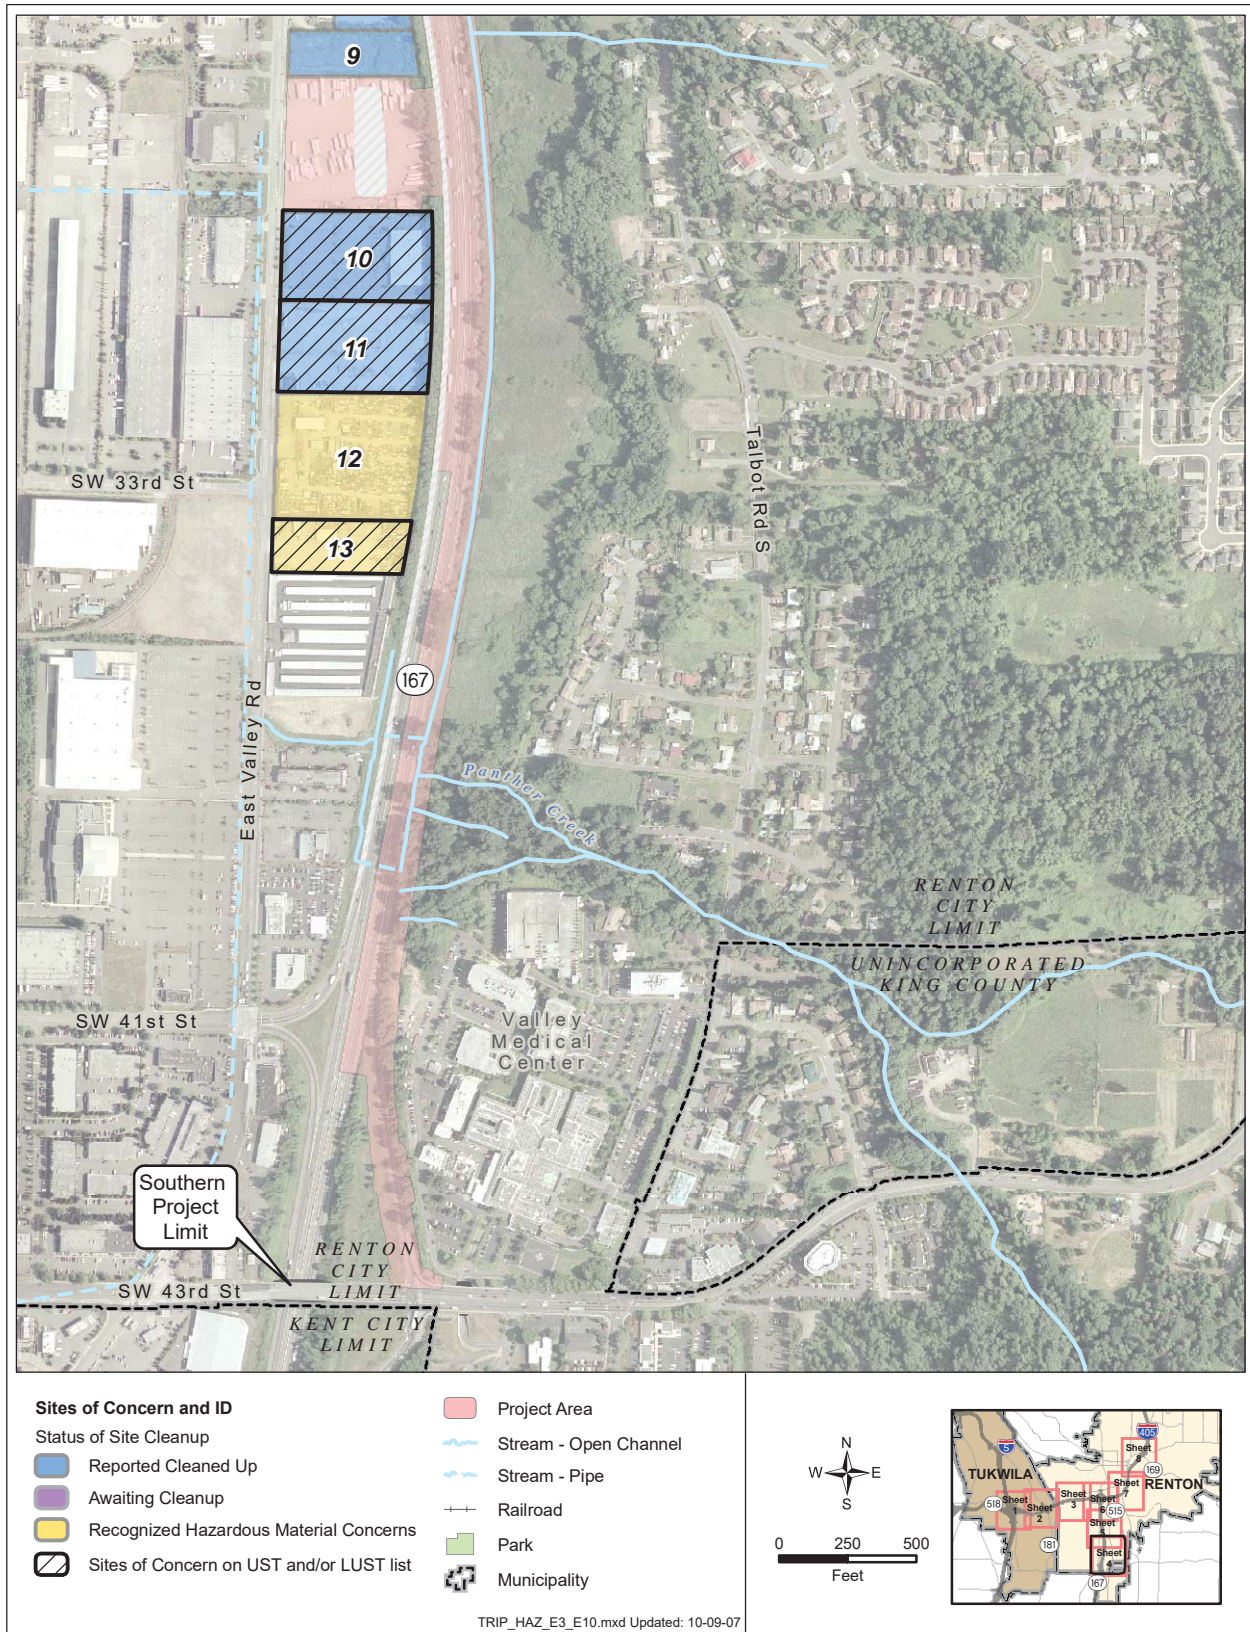 9
10
11
12
13
SW 33rd St
Talbot Rd S
167
East Valley Rd
Panther Creek
RENTON
CITY
LIMIT
UNINCORPORATED
KING COUNTY
SW 41st St
Valley
Medical
Center
Southern
Project
Limit
RENTON
CITY
LIMIT
SW 43rd St
KENT CITY
LIMIT
Sites of Concern and ID
Status of Site Cleanup
Reported Cleaned Up
Awaiting Cleanup
Recognized Hazardous Material Concerns
Sites of Concern on UST and/or LUST list
Project Area
Stream - Open Channel
Stream - Pipe
Railroad
Park
Municipality
TRIP_HAZ_E3_E10.mxd Updated: 10-09-07
N
W E
S
0 250 500
Feet
405
5
Sheet
8
169
TUKWILA
Sheet
7
RENTON
518
Sheet
1
Sheet
2
Sheet
3
Sheet
6
515
Sheet
5
181
Sheet
4
167